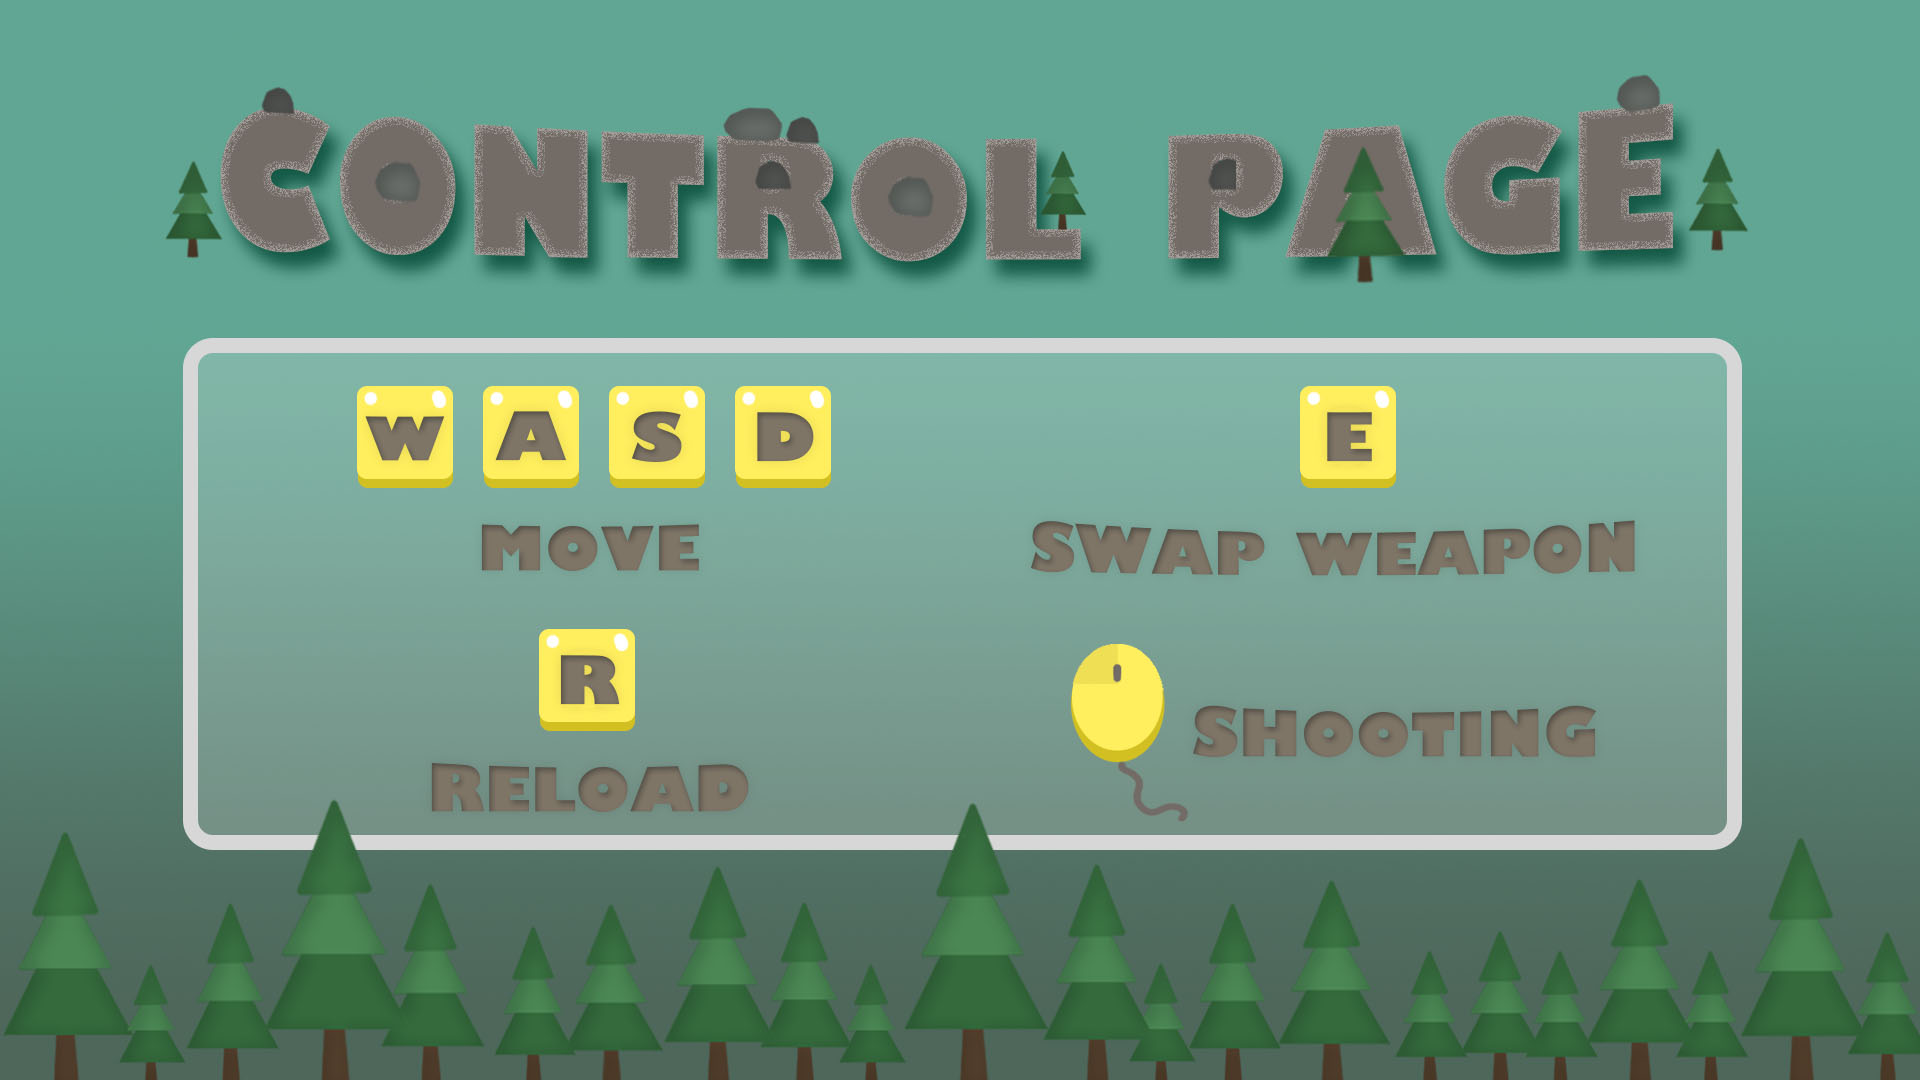 CONTROL PAGE
W A S D
E
MOVE
SWAP WEAPON
R
RELOAD
SHOOTING